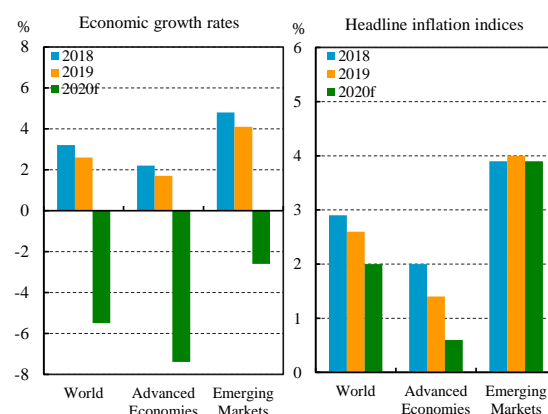 Economic growth rates
%
8
6
4
2
0
-2
-4
-6
-8
2018
2019
2020f
World
Advanced
Economies
Emerging
Markets
Headline inflation indices
%
6
5
4
3
2
1
0
2018
2019
2020f
World
Advanced
Economies
Emerging
Markets